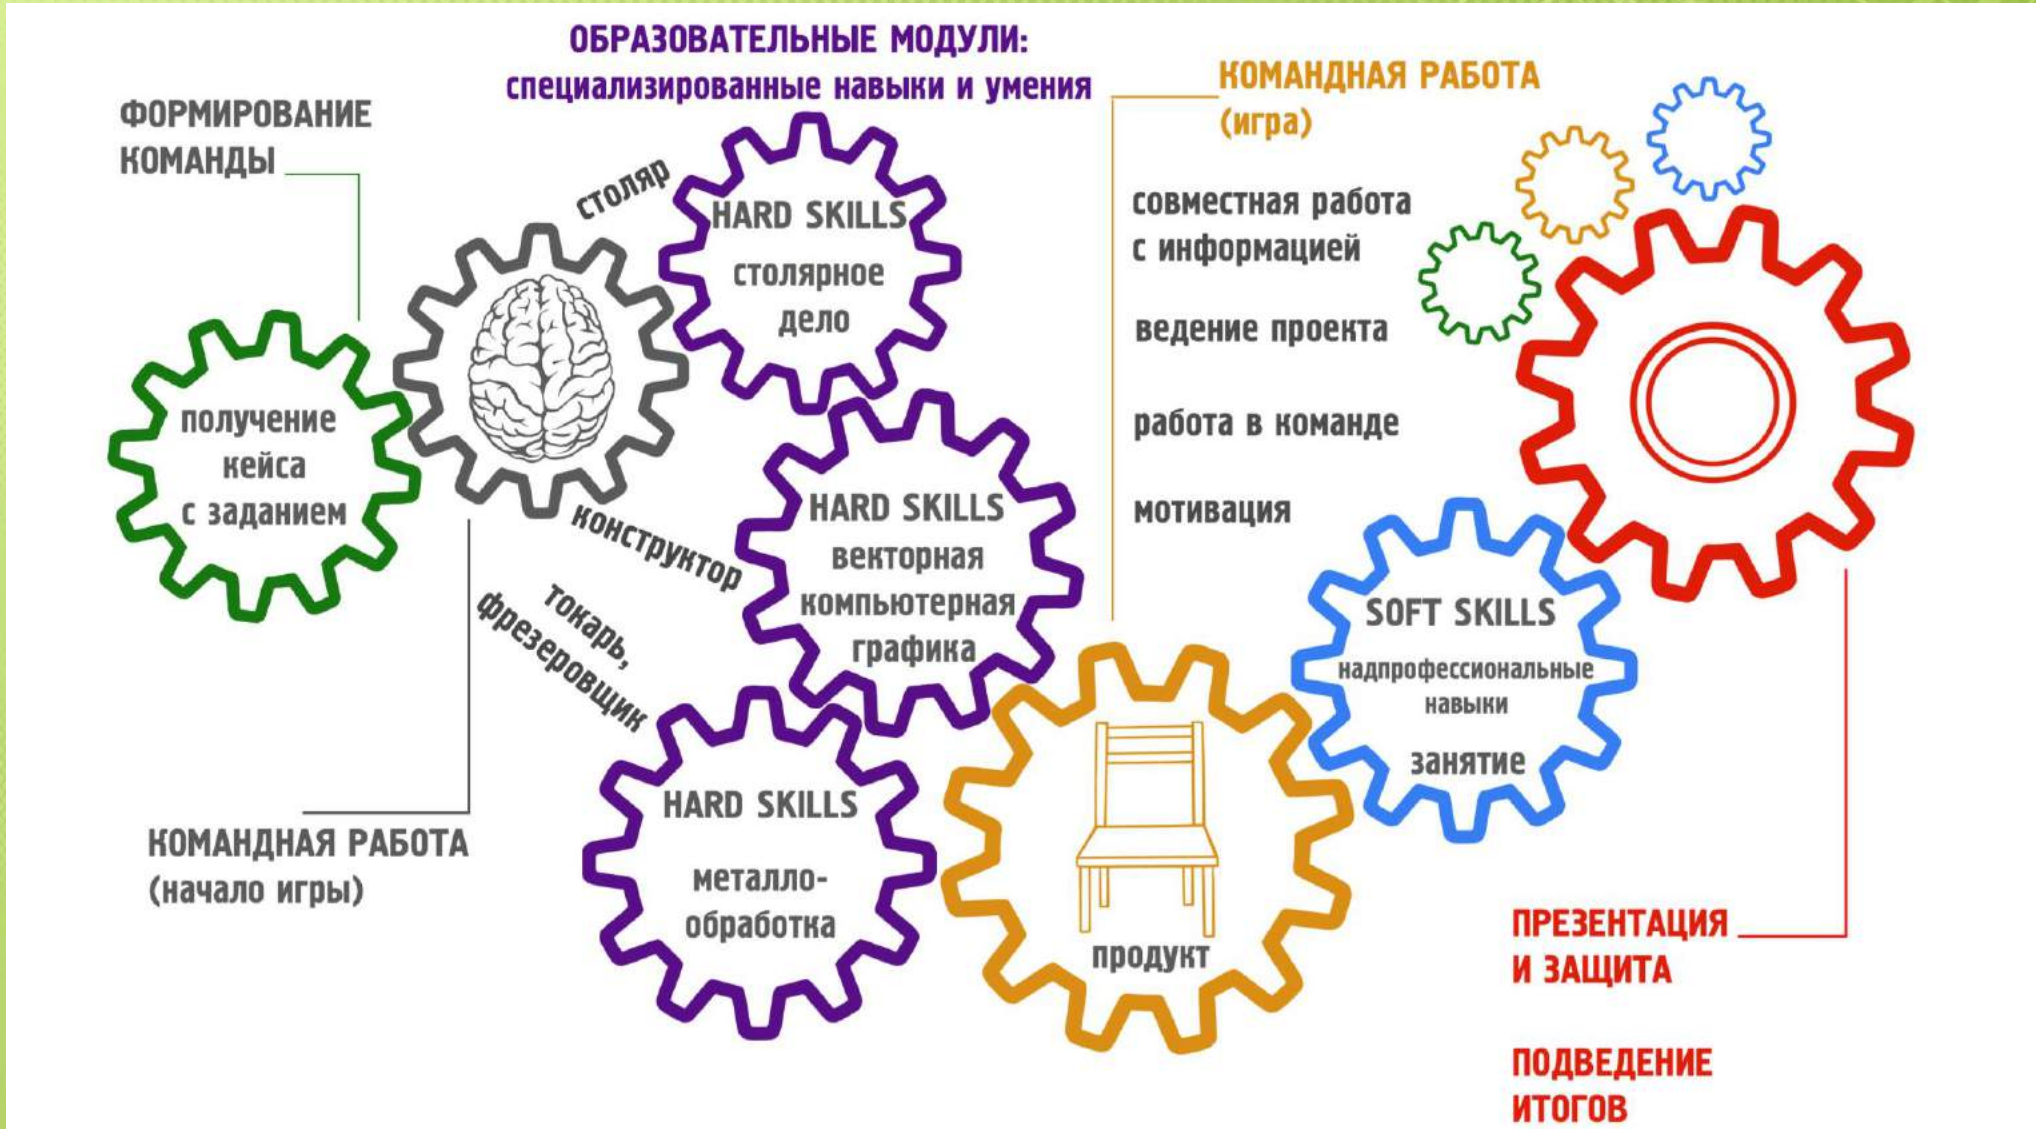 ФОРМИРОВАНИЕ
КОМАНДЫ
получение
кейса
с заданием
КОМАНДНАЯ РАБОТА
(начало игры)
ОБРАЗОВАТЕЛЬНЫЕ МОДУЛИ:
специализированные навыки и умения
столяр
HARD SKILLS
столярное
дело
конструктор
HARD SKILLS
векторная
компьютерная
графика
токарь,
фрезеровщик
HARD SKILLS
металло-
обработка
КОМАНДНАЯ РАБОТА
(игра)
совместная работа
с информацией
ведение проекта
работа в команде
мотивация
продукт
SOFT SKILLS
надпрофессиональные
навыки
занятие
ПРЕЗЕНТАЦИЯ
И ЗАЩИТА
ПОДВЕДЕНИЕ
ИТОГОВ